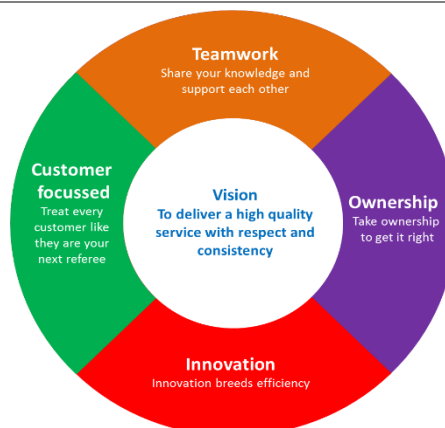 Teamwork
Share your knowledge and
support each other
Customer
focussed
Treat every
customer like
they are your
next referee
Vision
To deliver a high quality
service with respect and
consistency
Ownership
Take ownership
to get it right
Innovation
Innovation breeds efficiency